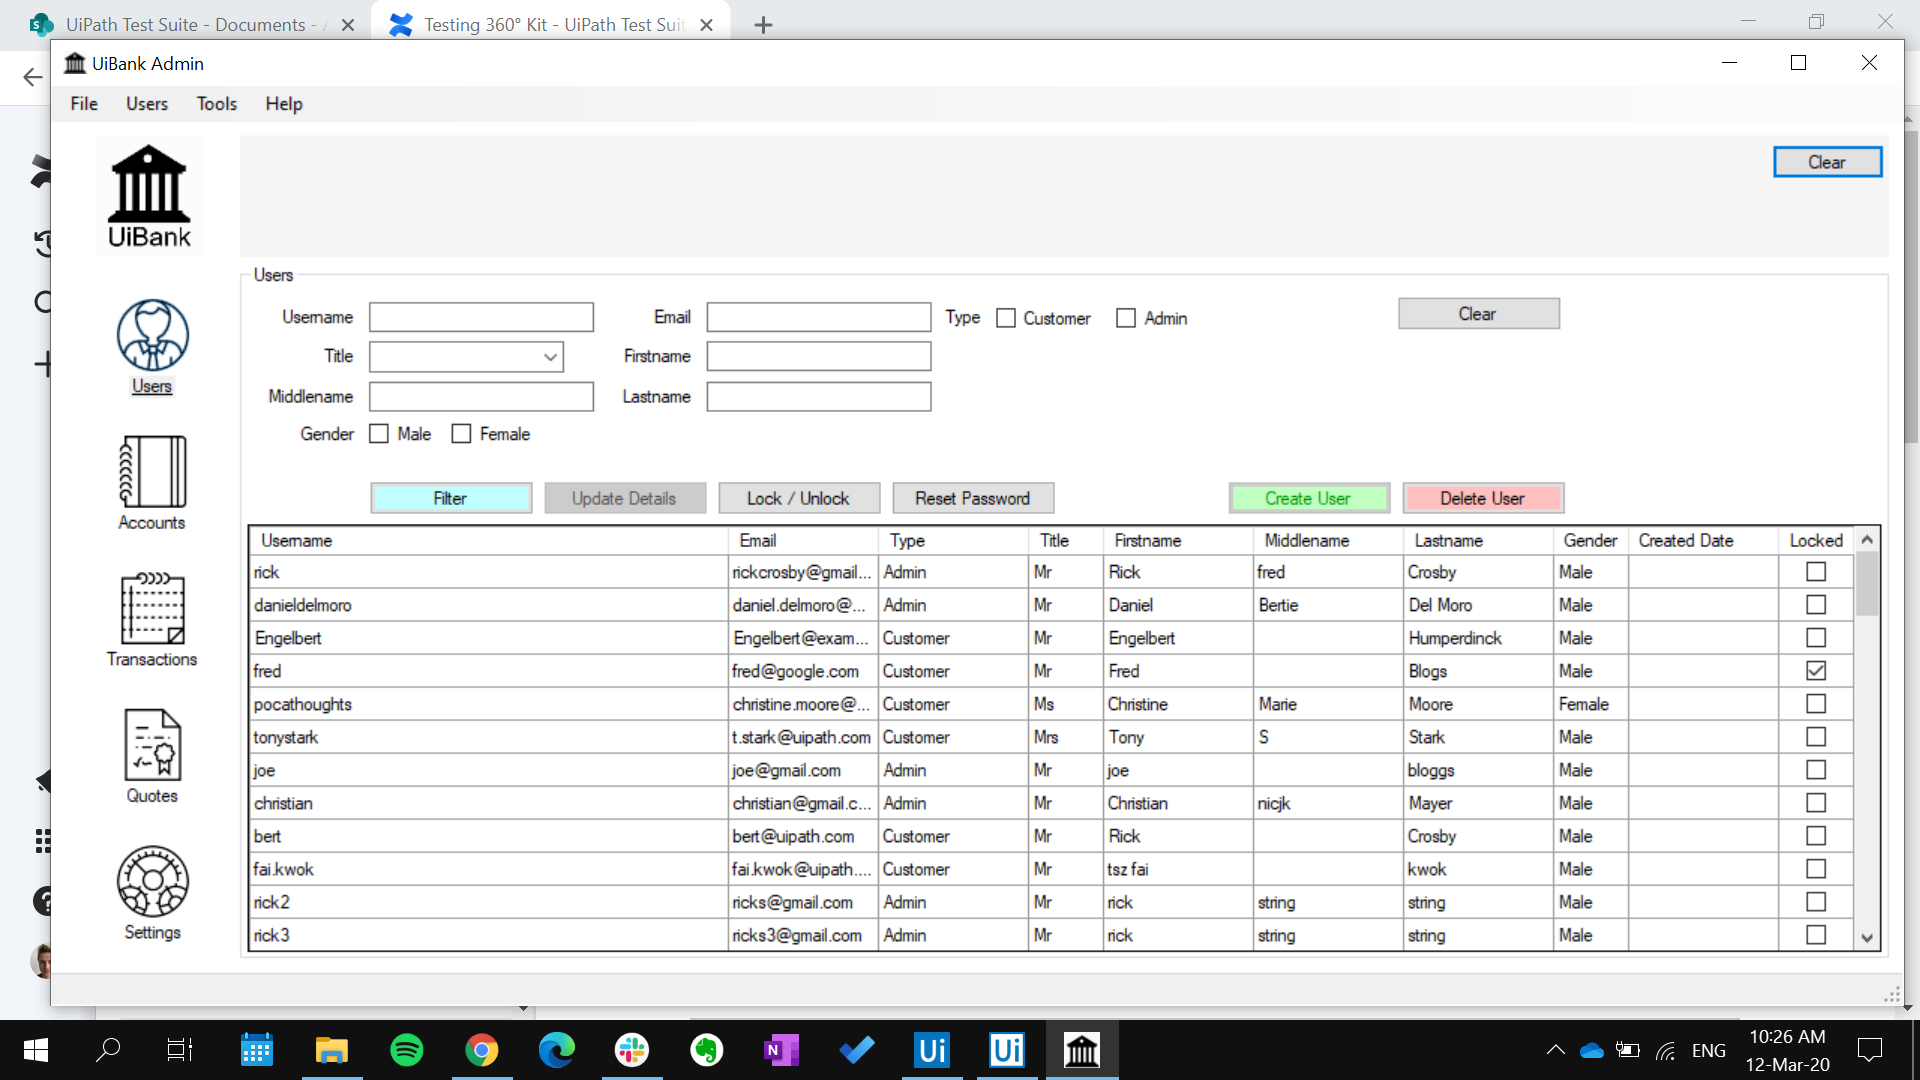 UiPath Test Suite - Documents -
Testing 360° Kit - UiPath Test Suit
UiBank Admin
File Users Tools Help
Clear
UiBank
Users
Username Email Type Customer Admin Clear
Title Firstname
Middlename Lastname
Gender Male Female
Filter Update Details Lock / Unlock Reset Password Create User Delete User
Username Email Type Title Firstname Middlename Lastname Gender Created Date Locked
rick rickcrosby@gmail... Admin Mr Rick fred Crosby Male
danieldelmoro daniel.delmoro@... Admin Mr Daniel Bertie Del Moro Male
Engelbert Engelbert@exam... Customer Mr Engelbert Humperdinck Male
fred fred@google.com Customer Mr Fred Blogs Male
pocathoughts christine.moore@... Customer Ms Christine Marie Moore Female
tonystark t.stark@uipath.com Customer Mrs Tony S Stark Male
joe joe@gmail.com Admin Mr joe bloggs Male
christian christian@gmail.c... Admin Mr Christian nicjk Mayer Male
bert bert@uipath.com Customer Mr Rick Crosby Male
fai.kwok fai.kwok@uipath.... Customer Mr tsz fai kwok Male
rick2 ricks@gmail.com Admin Mr rick string string Male
rick3 ricks3@gmail.com Admin Mr rick string string Male
Users
Accounts
Transactions
Quotes
Settings
Ui
Ui
N
ENG
10:26 AM
12-Mar-20